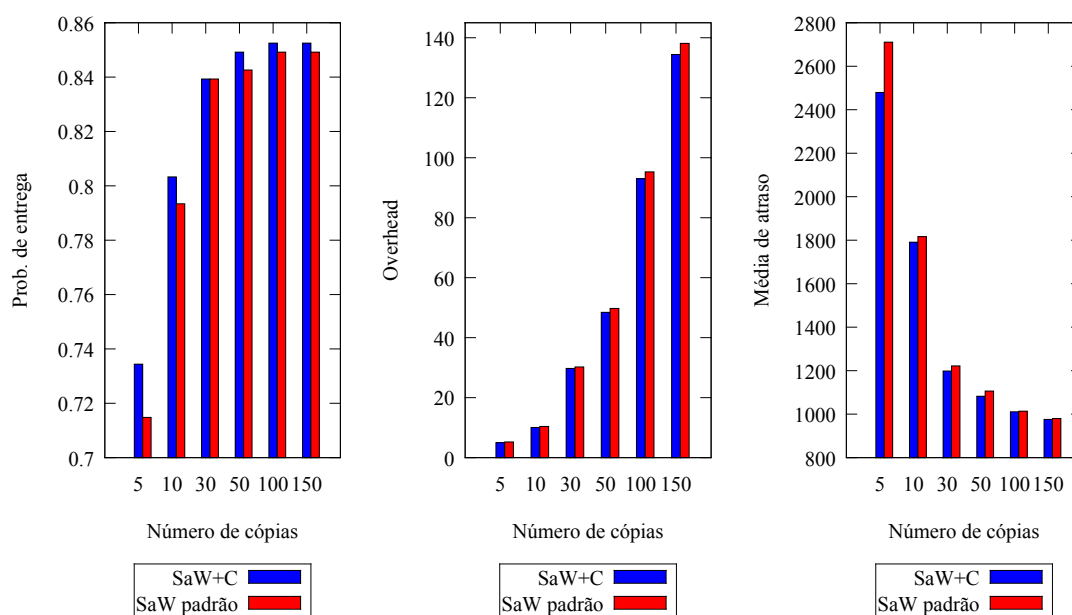 Prob. de entrega
0.86
0.84
0.82
0.8
0.78
0.76
0.74
0.72
0.7
5 10 30 50 100 150
Número de cópias
SaW+C
SaW padrão
Overhead
140
120
100
80
60
40
20
0
5 10 30 50 100 150
Número de cópias
SaW+C
SaW padrão
Média de atraso
2800
2600
2400
2200
2000
1800
1600
1400
1200
1000
800
5 10 30 50 100 150
Número de cópias
SaW+C
SaW padrão